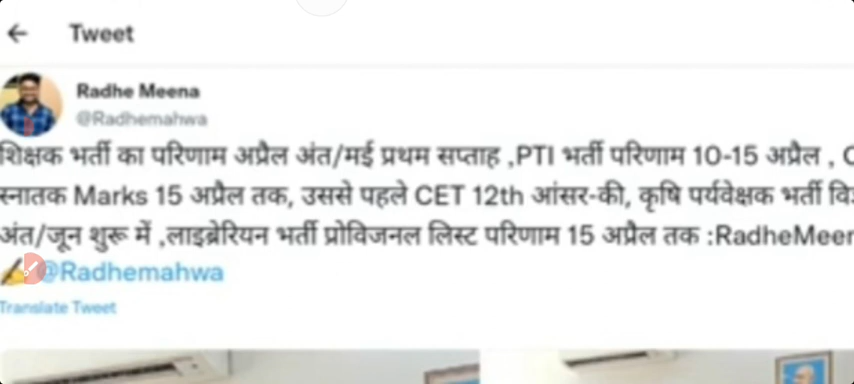 Tweet
Radhe Meena
@Radhemahwa
शिक्षक भर्ती का परिणाम अप्रैल अंत/मई प्रथम सप्ताह ,PTI भर्ती परिणाम 10-15 अप्रैल ,
स्नातक Marks 15 अप्रैल तक, उससे पहले CET 12th आंसर-की, कृषि पर्यवेक्षक भर्ती
अंत/जून शुरू में ,लाइब्रेरियन भर्ती प्रोविजनल लिस्ट परिणाम 15 अप्रैल तक :RadheMeen
@Radhemahwa
Translate Tweet